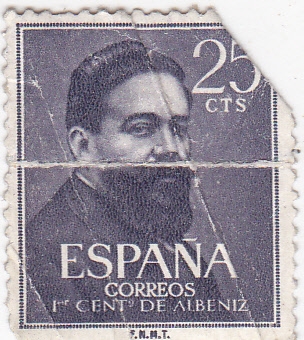 25
CTS
ESPAÑA
CORREOS
1er CENTº DE ALBENIZ
F.N.M.T.